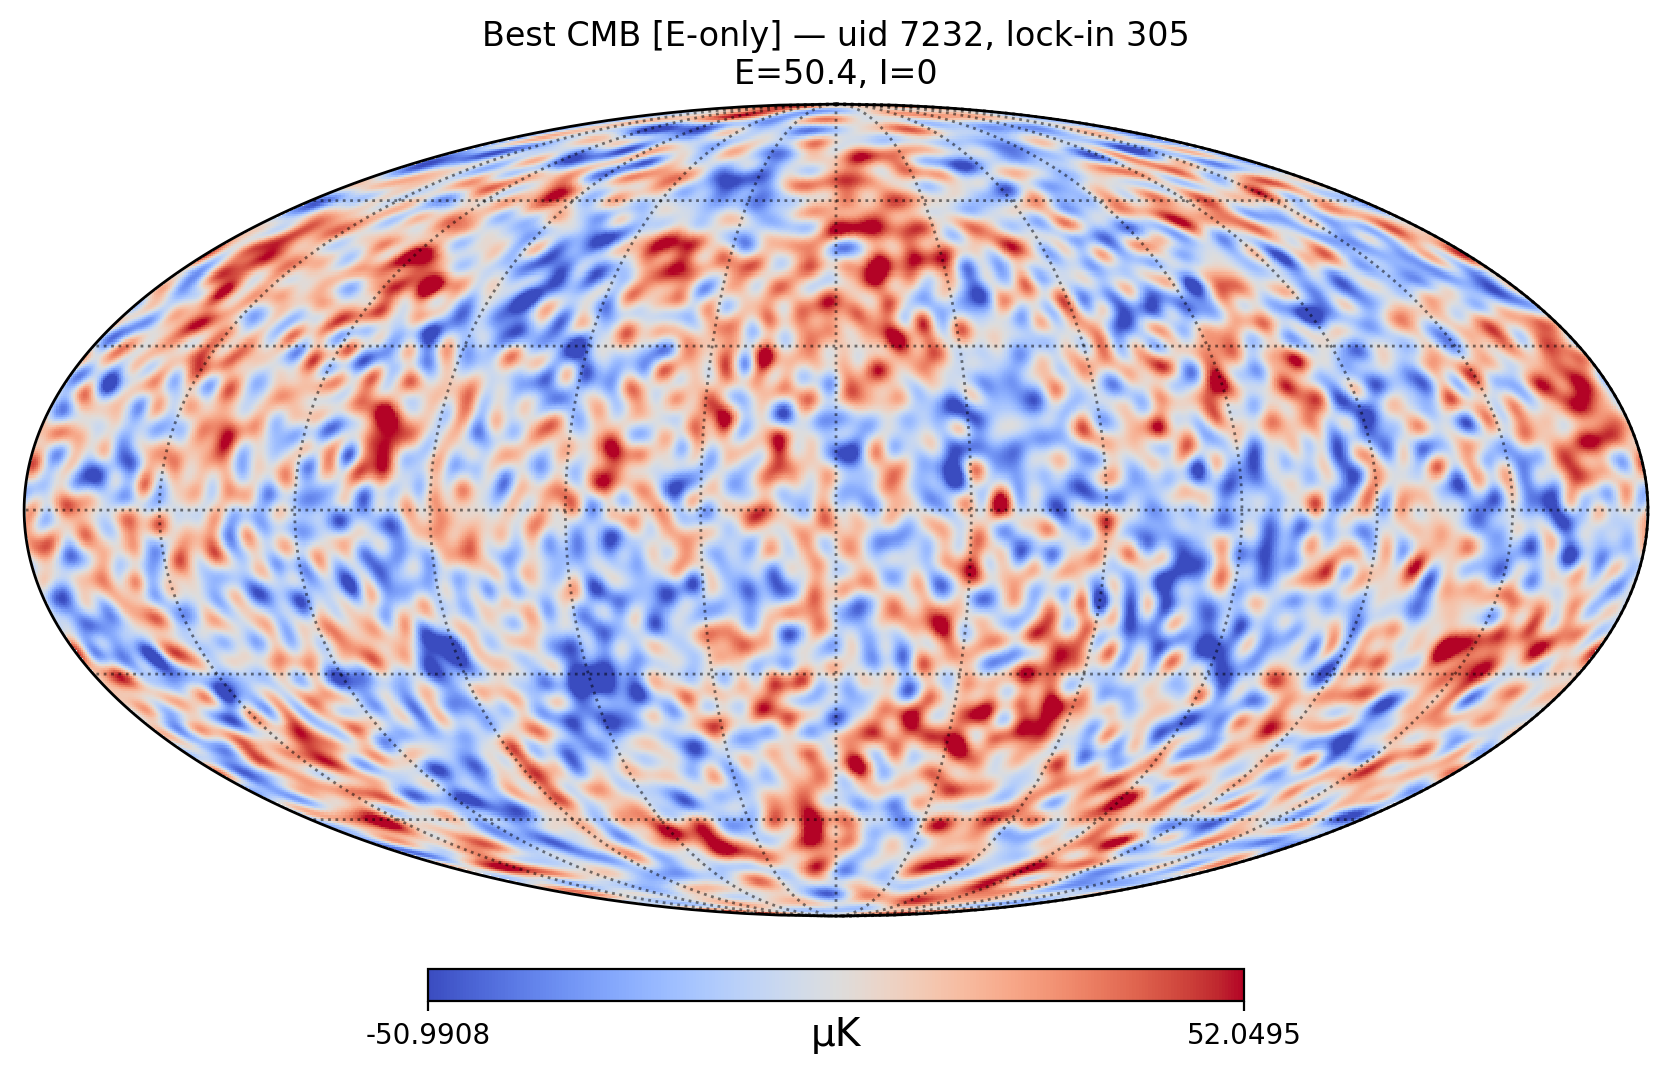 Best CMB [E-only] — uid 7232, lock-in 305
E=50.4, I=0
-50.9908
μK
52.0495